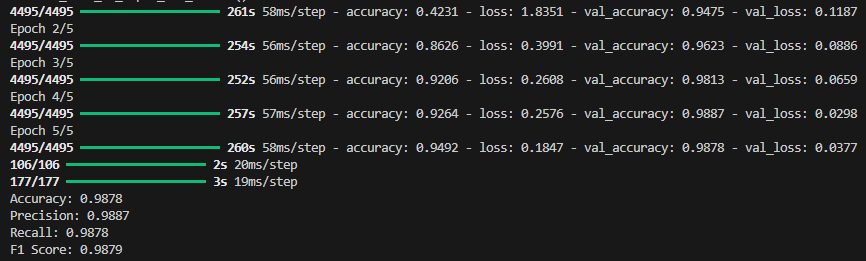 4495/4495 ━━━━━━━━━━━━━━━━━━━━ 261s 58ms/step - accuracy: 0.4231 - loss: 1.8351 - val_accuracy: 0.9475 - val_loss: 0.1187
Epoch 2/5
4495/4495 ━━━━━━━━━━━━━━━━━━━━ 254s 56ms/step - accuracy: 0.8626 - loss: 0.3991 - val_accuracy: 0.9623 - val_loss: 0.0886
Epoch 3/5
4495/4495 ━━━━━━━━━━━━━━━━━━━━ 252s 56ms/step - accuracy: 0.9206 - loss: 0.2608 - val_accuracy: 0.9813 - val_loss: 0.0659
Epoch 4/5
4495/4495 ━━━━━━━━━━━━━━━━━━━━ 257s 57ms/step - accuracy: 0.9264 - loss: 0.2576 - val_accuracy: 0.9887 - val_loss: 0.0298
Epoch 5/5
4495/4495 ━━━━━━━━━━━━━━━━━━━━ 260s 58ms/step - accuracy: 0.9492 - loss: 0.1847 - val_accuracy: 0.9878 - val_loss: 0.0377
106/106 ━━━━━━━━━━━━━━━━━━━━ 2s 20ms/step
177/177 ━━━━━━━━━━━━━━━━━━━━ 3s 19ms/step
Accuracy: 0.9878
Precision: 0.9887
Recall: 0.9878
F1 Score: 0.9879